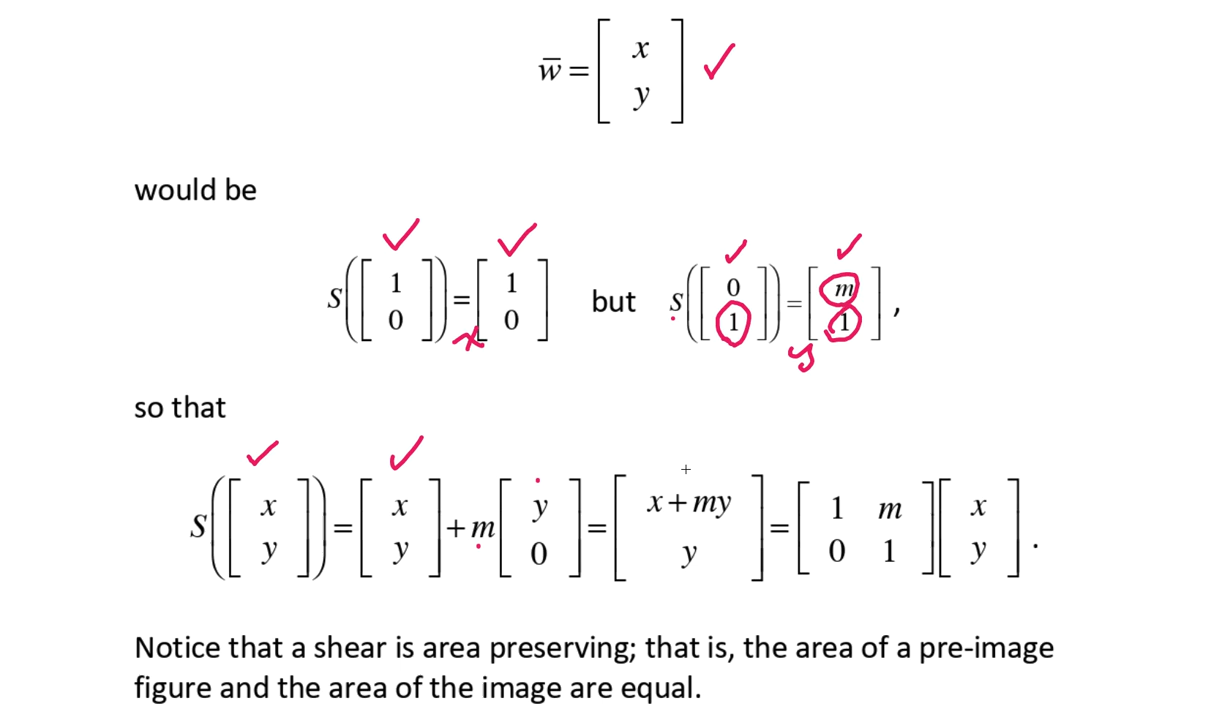 w̅ = [ x y ] ✓
would be
S([ 1 0 ]) = [ 1 0 ] but S([ 0 1 ]) = [ m 1 ],
x y
so that
S([ x y ]) = [ x y ] + m[ y 0 ] = [ x+my y ] = [ 1 m 0 1 ][ x y ].
Notice that a shear is area preserving; that is, the area of a pre-image
figure and the area of the image are equal.